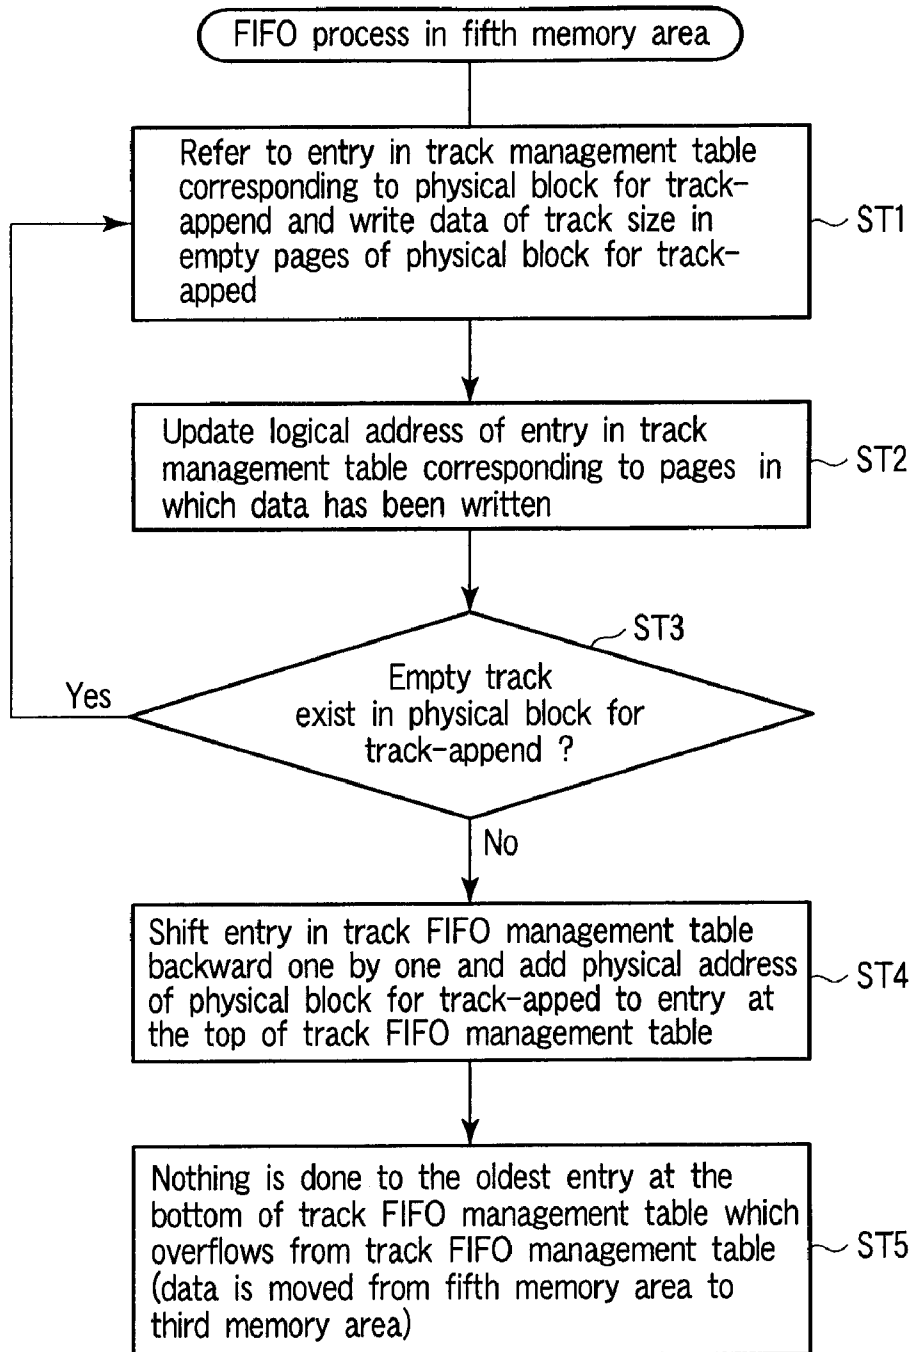 FIFO process in fifth memory area
Refer to entry in track management table
corresponding to physical block for track-
append and write data of track size in
empty pages of physical block for track-
apped
ST1
Update logical address of entry in track
management table corresponding to pages in
which data has been written
ST2
ST3
Empty track
exist in physical block for
track-append ?
Yes
No
Shift entry in track FIFO management table
backward one by one and add physical address
of physical block for track-apped to entry at
the top of track FIFO management table
ST4
Nothing is done to the oldest entry at the
bottom of track FIFO management table which
overflows from track FIFO management table
(data is moved from fifth memory area to
third memory area)
ST5